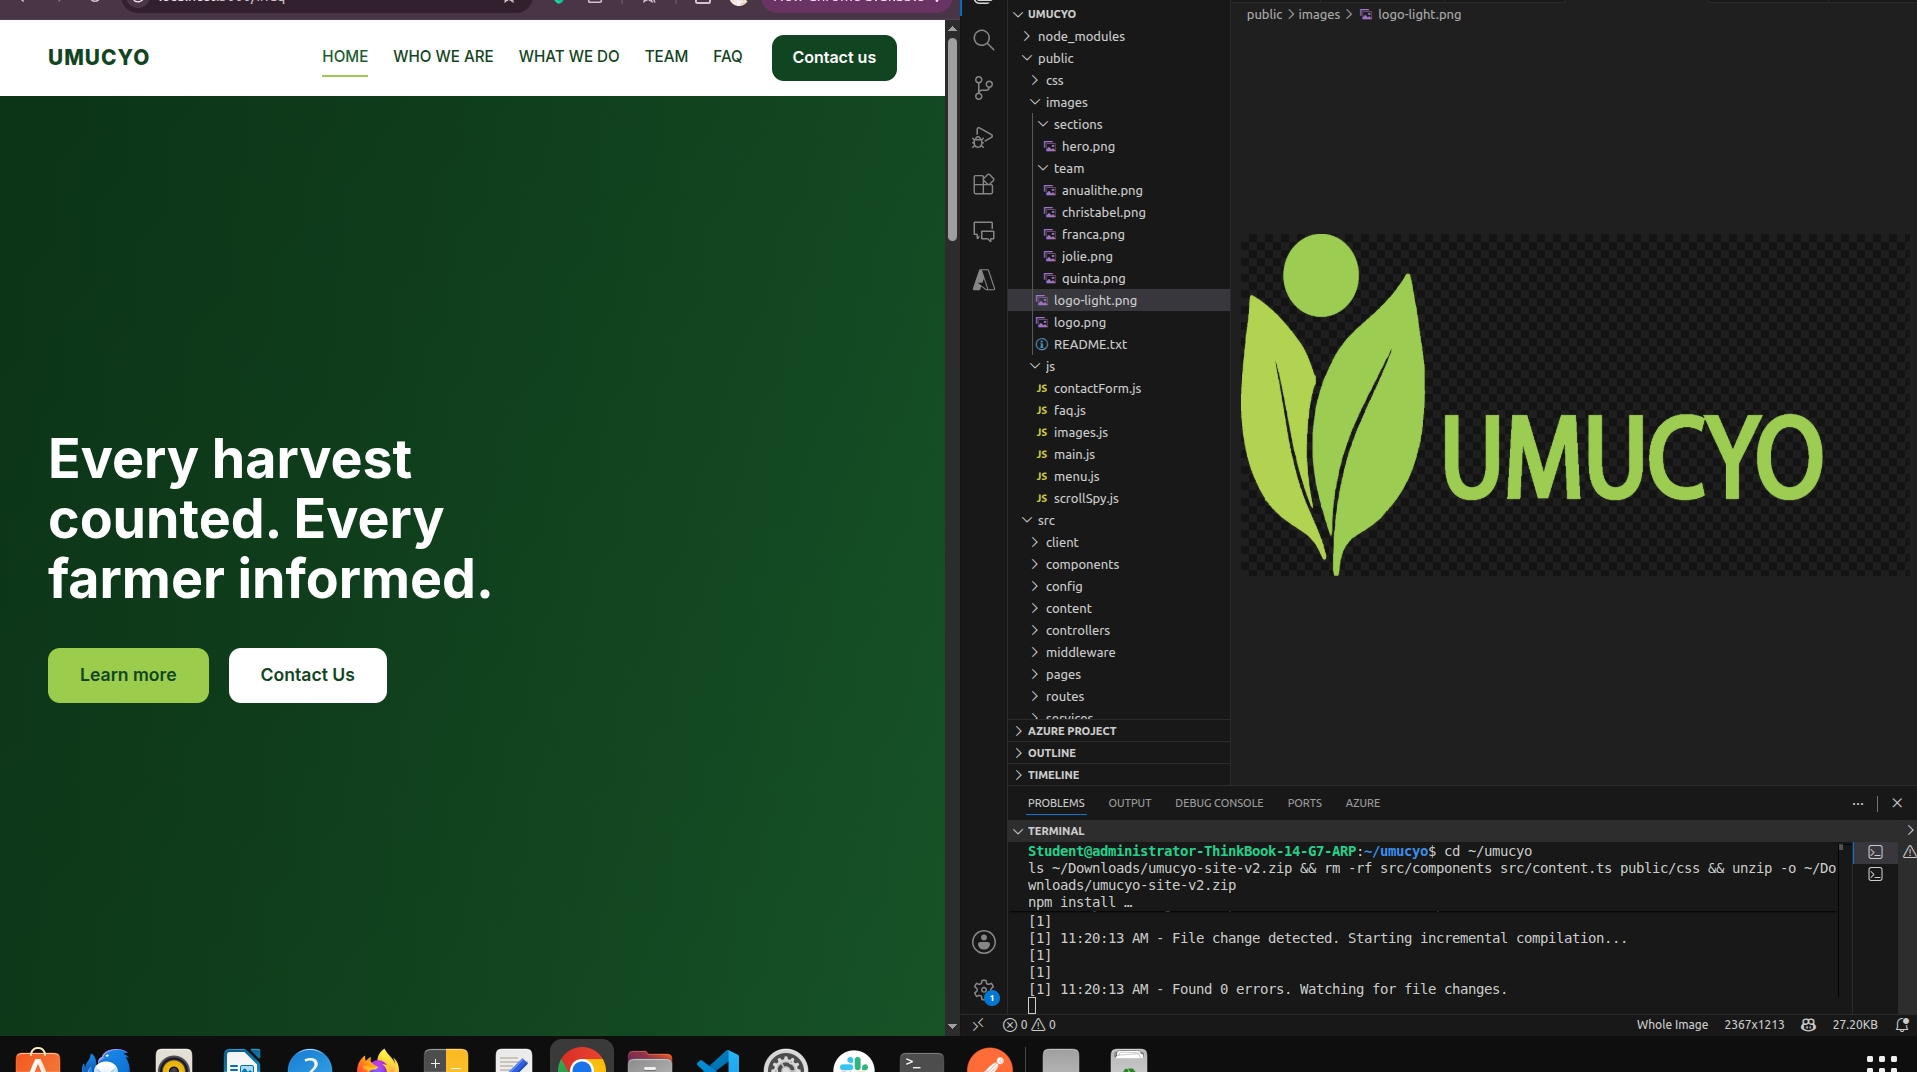 UMUCYO
HOME
WHO WE ARE
WHAT WE DO
TEAM
FAQ
Contact us
Every harvest
counted. Every
farmer informed.
Learn more
Contact Us
UMUCYO
node_modules
public
css
images
sections
hero.png
team
anualithe.png
christabel.png
franca.png
jolie.png
quinta.png
logo-light.png
logo.png
README.txt
js
JS contactForm.js
JS faq.js
JS images.js
JS main.js
JS menu.js
JS scrollSpy.js
src
client
components
config
content
controllers
middleware
pages
routes
services
AZURE PROJECT
OUTLINE
TIMELINE
public > images > logo-light.png
UMUCYO
PROBLEMS
OUTPUT
DEBUG CONSOLE
PORTS
AZURE
TERMINAL
Student@administrator-ThinkBook-14-G7-ARP:~/umucyo$ cd ~/umucyo
ls ~/Downloads/umucyo-site-v2.zip && rm -rf src/components src/content.ts public/css && unzip -o ~/Do
wnloads/umucyo-site-v2.zip
npm install …
[1]
[1] 11:20:13 AM - File change detected. Starting incremental compilation...
[1]
[1]
[1] 11:20:13 AM - Found 0 errors. Watching for file changes.
1
0
0
Whole Image
2367x1213
27.20KB